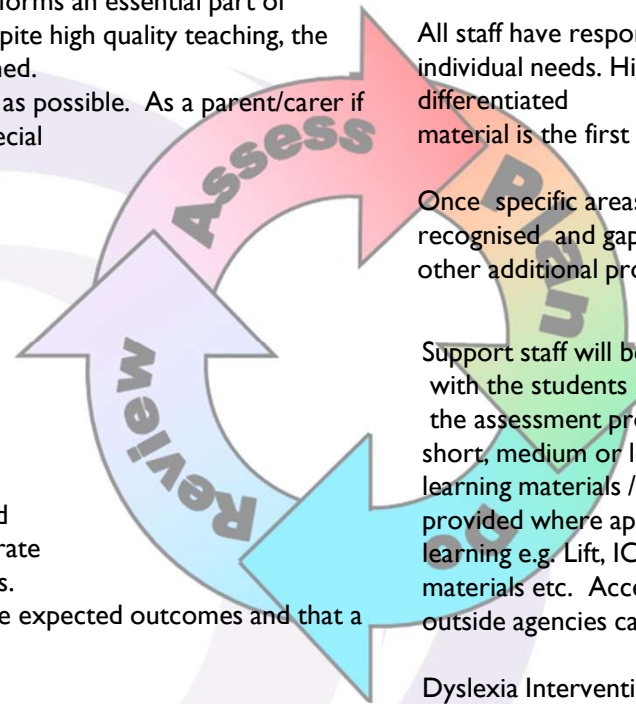 forms an essential part of
pite high quality teaching, the
ned.
as possible. As a parent/carer if
ecial
Assess
All staff have respon
individual needs. Hi
differentiated
material is the first
Plan
Once specific areas
recognised and gap
other additional pro
Support staff will be
with the students
the assessment pro
short, medium or l
learning materials /
provided where ap
learning e.g. Lift, IC
materials etc. Acce
outside agencies ca
Do
Review
d
rate
s.
e expected outcomes and that a
Dyslexia Interventi